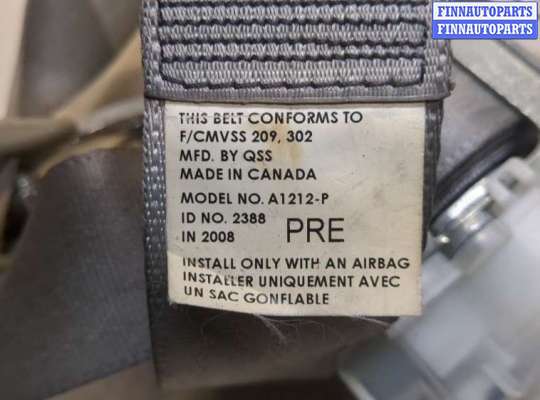 FINNAUTOPARTS
FINNAUTOPARTS
THIS BELT CONFORMS TO
F/CMVSS 209, 302
MFD. BY QSS
MADE IN CANADA
MODEL NO. A1212-P
ID NO. 2388
IN 2008 PRE
INSTALL ONLY WITH AN AIRBAG
INSTALLER UNIQUEMENT AVEC
UN SAC GONFLABLE